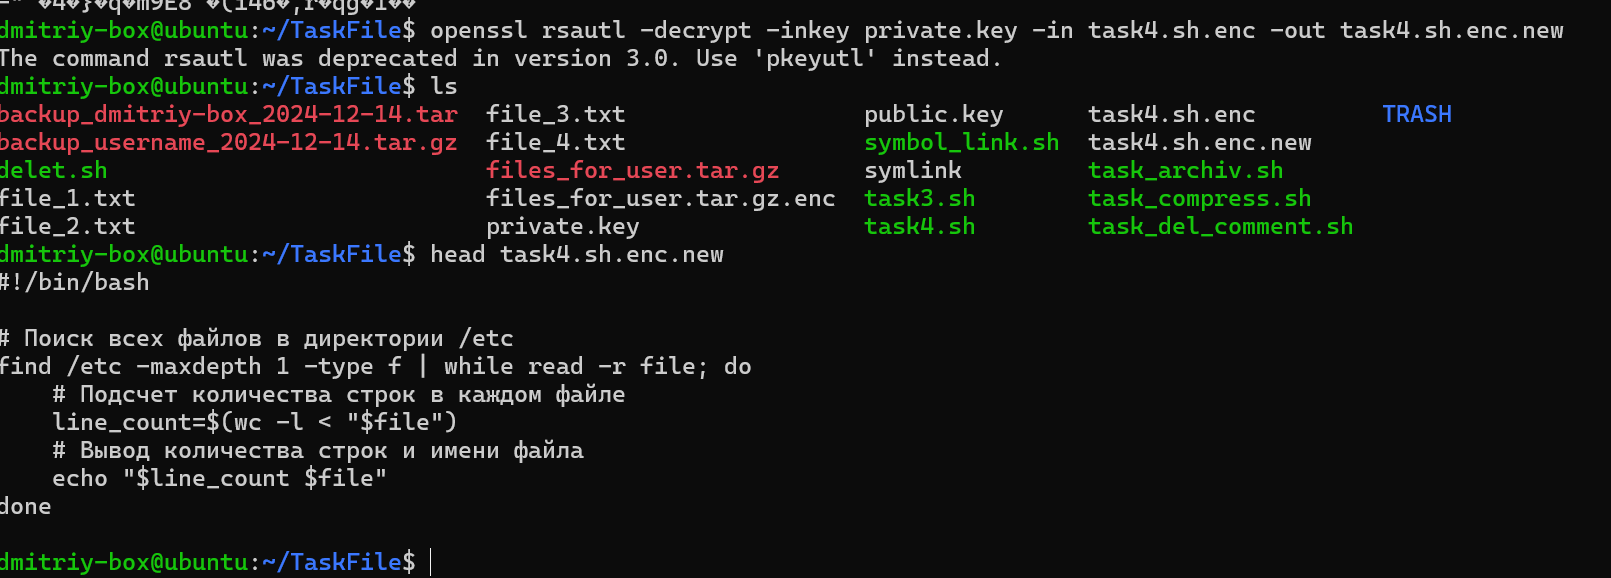 dmitriy-box@ubuntu:~/TaskFile$ openssl rsautl -decrypt -inkey private.key -in task4.sh.enc -out task4.sh.enc.new
The command rsautl was deprecated in version 3.0. Use 'pkeyutl' instead.
dmitriy-box@ubuntu:~/TaskFile$ ls
backup_dmitriy-box_2024-12-14.tar file_3.txt public.key task4.sh.enc TRASH
backup_username_2024-12-14.tar.gz file_4.txt symbol_link.sh task4.sh.enc.new
delet.sh files_for_user.tar.gz symlink task_archiv.sh
file_1.txt files_for_user.tar.gz.enc task3.sh task_compress.sh
file_2.txt private.key task4.sh task_del_comment.sh
dmitriy-box@ubuntu:~/TaskFile$ head task4.sh.enc.new
#!/bin/bash
# Поиск всех файлов в директории /etc
find /etc -maxdepth 1 -type f | while read -r file; do
# Подсчет количества строк в каждом файле
line_count=$(wc -l < "$file")
# Вывод количества строк и имени файла
echo "$line_count $file"
done
dmitriy-box@ubuntu:~/TaskFile$